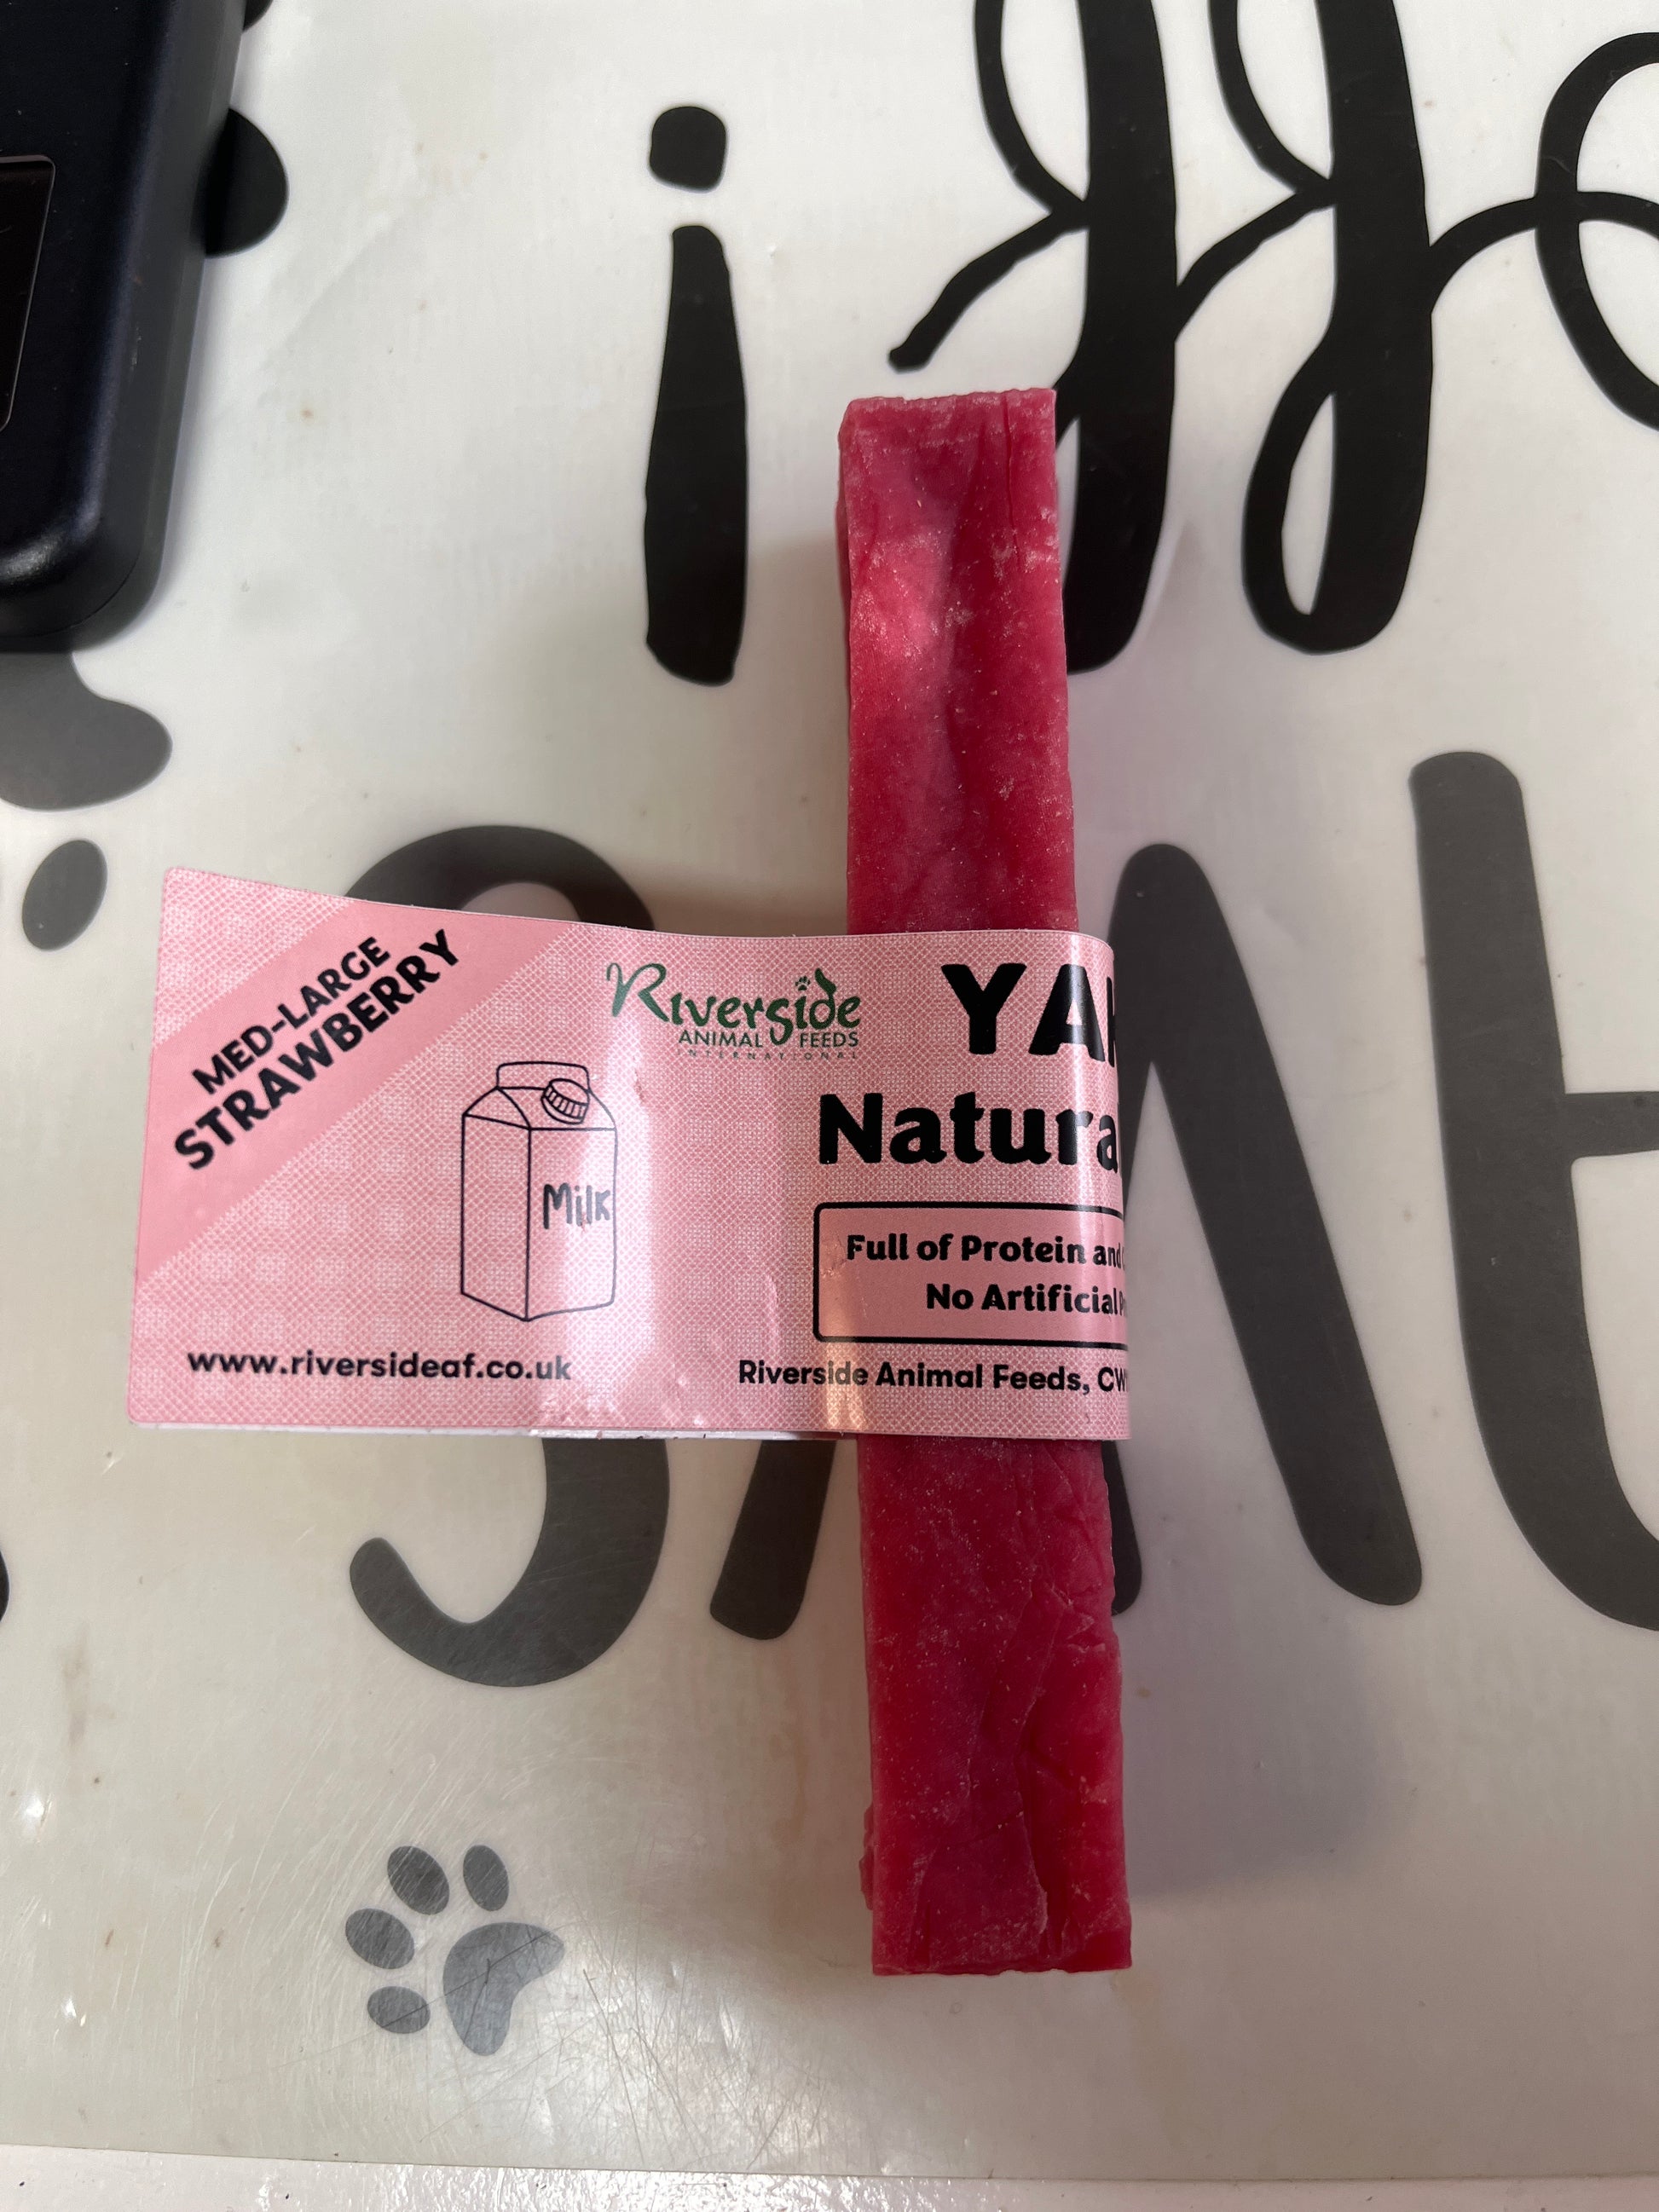 MED-LARGE
STRAWBERRY
Riverside
ANIMAL FEEDS
INTERNATIONAL
Milk
YAK
Natura
Full of Protein and
No Artificial
www.riversideaf.co.uk
Riverside Animal Feeds, CW